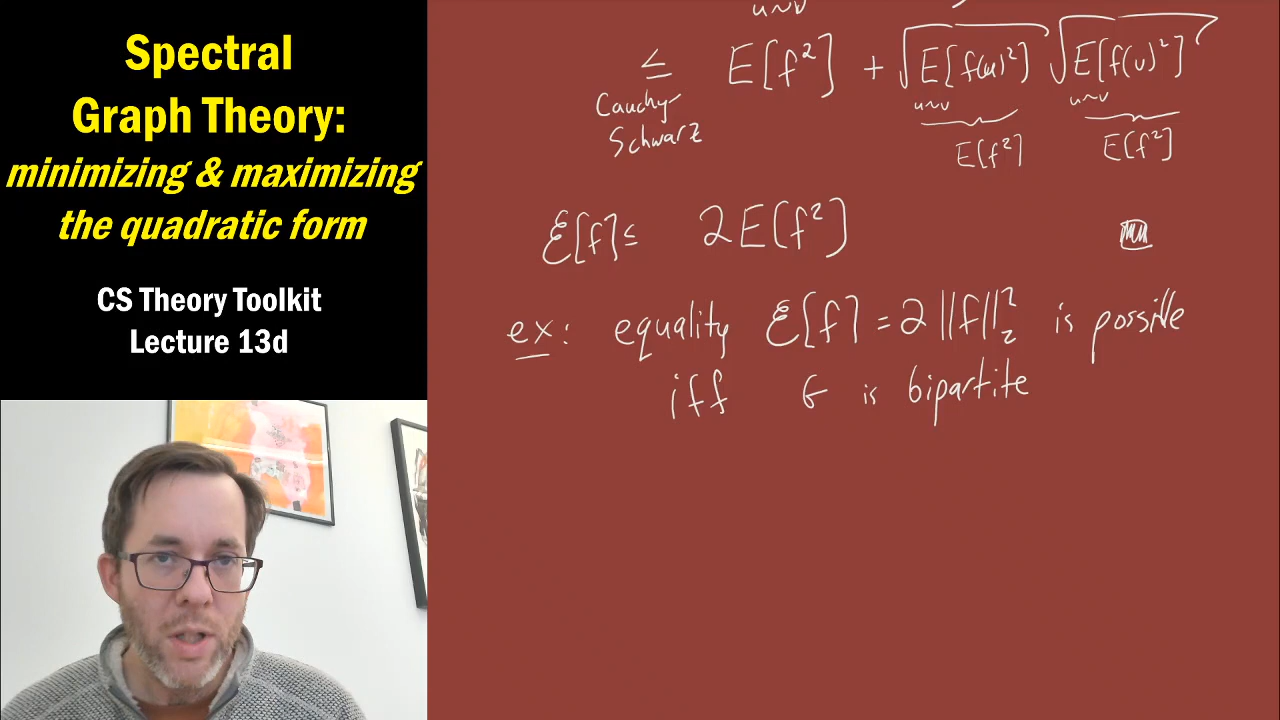 Spectral
Graph Theory:
minimizing & maximizing
the quadratic form
CS Theory Toolkit
Lecture 13d
u~v
≤ E[f²] + √E[f(u)²] √E[f(v)²]
Cauchy-
Schwarz
u~v u~v
E[f²] E[f²]
ℰ[f] ≤ 2E[f²]
ex: equality ℰ[f] = 2||f||₂² is possible
iff G is bipartite